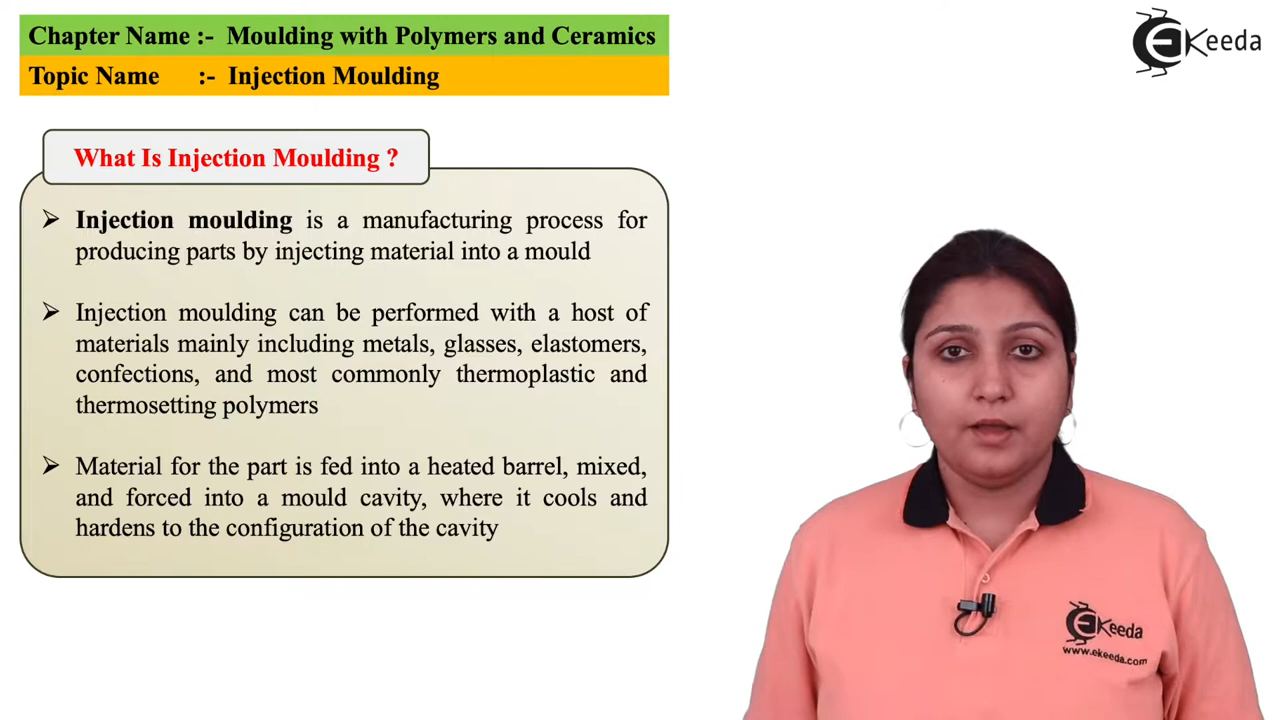 Chapter Name :- Moulding with Polymers and Ceramics
Topic Name :- Injection Moulding
EKeeda
What Is Injection Moulding ?
➢ Injection moulding is a manufacturing process for
producing parts by injecting material into a mould
➢ Injection moulding can be performed with a host of
materials mainly including metals, glasses, elastomers,
confections, and most commonly thermoplastic and
thermosetting polymers
➢ Material for the part is fed into a heated barrel, mixed,
and forced into a mould cavity, where it cools and
hardens to the configuration of the cavity
EKeeda
www.ekeeda.com